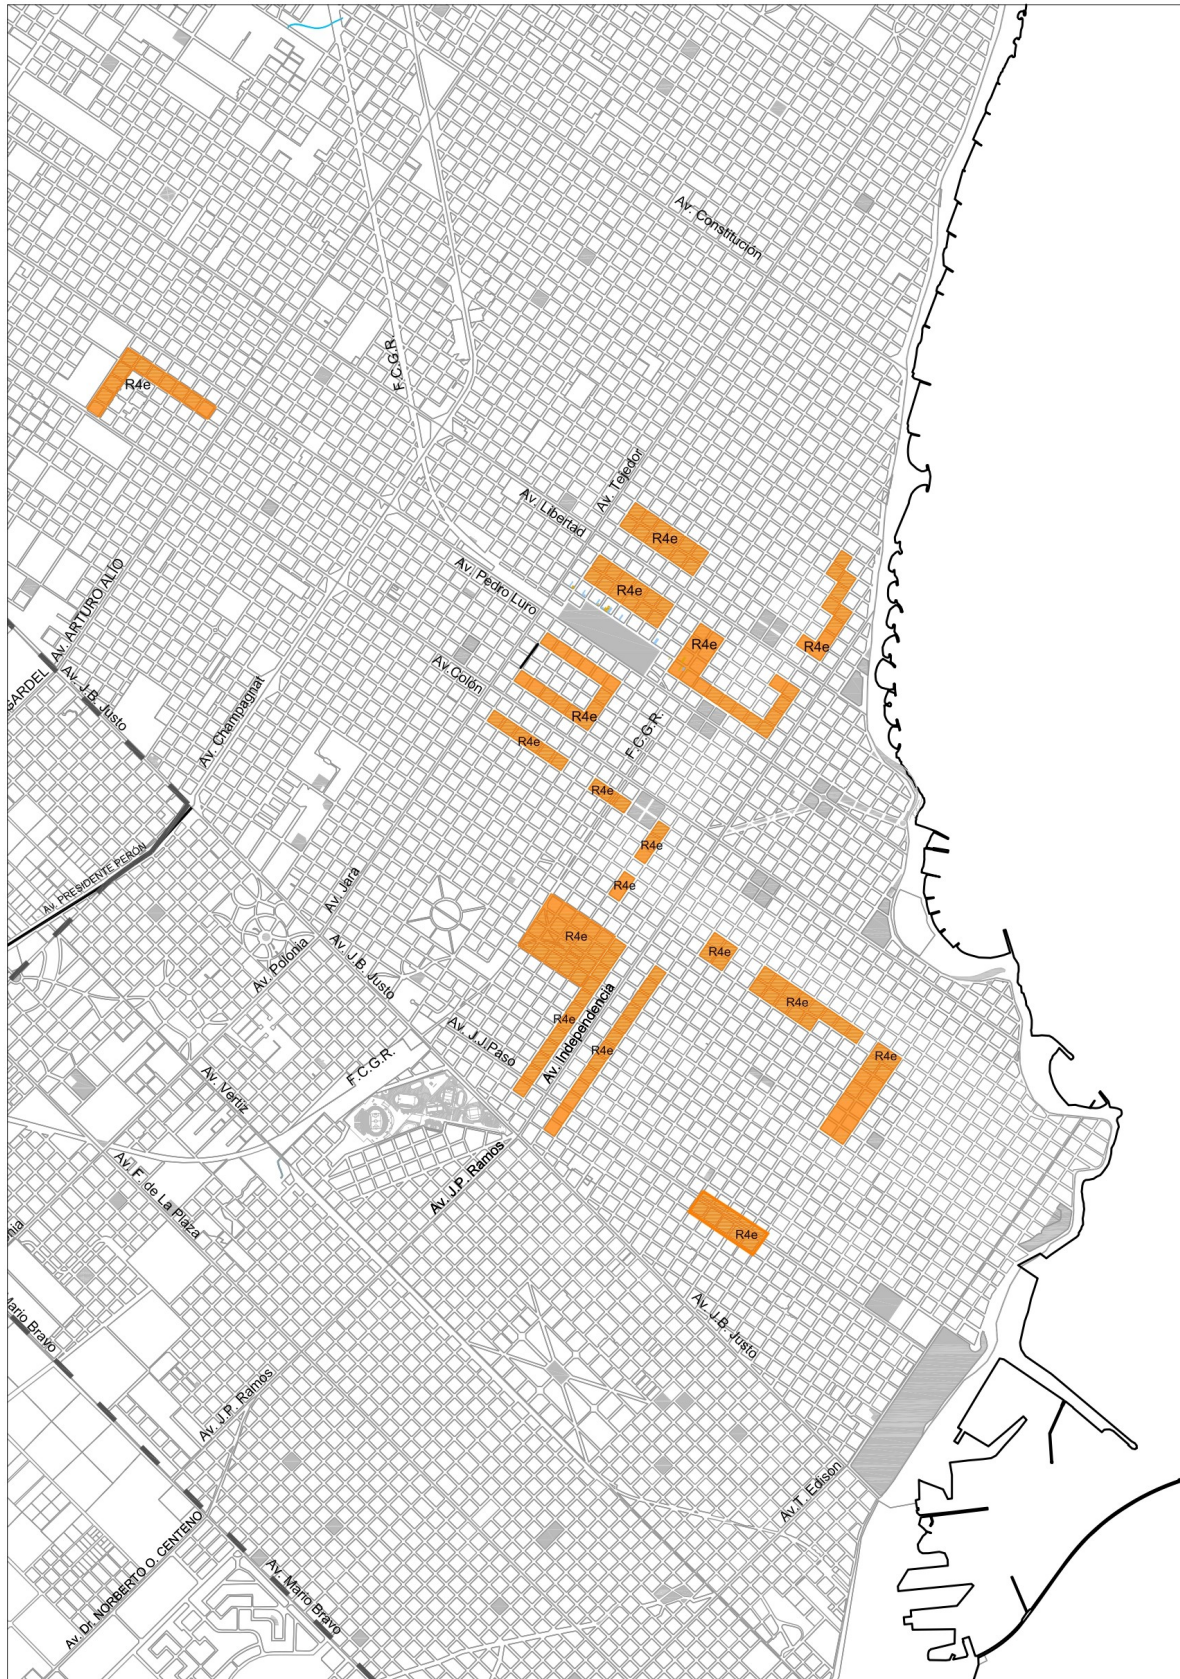 Av. Constitución
F.C.G.R.
R4e
Av. Tejedor
Av. Libertad
R4e
Av. ARTURO ALIO
Av. Pedro Luro
R4e
R4e
R4e
GARDEL
Av. J.B. Justo
Av.Colón
Av. Champagnat
R4e
F.C.G.R.
R4e
R4e
R4e
Av. PRESIDENTE PERÓN
Av. Jara
R4e
R4e
Av. Polonia
Av. J.B. Justo
R4e
R4e
R4e
Av. J.J.Paso
Av. Independencia
R4e
R4e
F.C.G.R.
Av. Vertiz
Av. J.P. Ramos
Av. F. de La Plaza
R4e
Mario Bravo
Av. J.B. Justo
Av. J.P. Ramos
Av.T. Edison
Av. Dr. NORBERTO O. CENTENO
Av. Mario Bravo